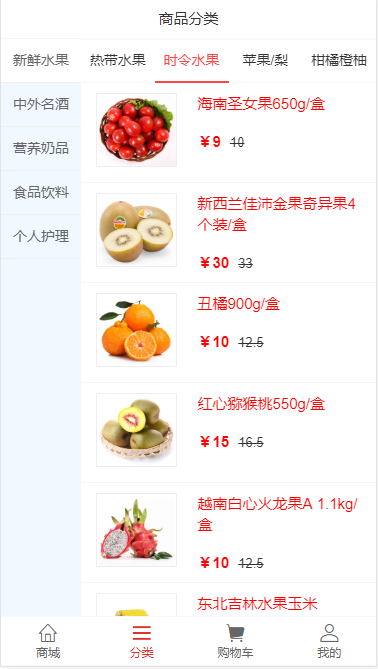 商品分类
新鲜水果
热带水果 时令水果 苹果/梨 柑橘橙柚
中外名酒
营养奶品
食品饮料
个人护理
海南圣女果650g/盒
￥9 10
新西兰佳沛金果奇异果4
个装/盒
￥30 33
丑橘900g/盒
￥10 12.5
红心猕猴桃550g/盒
￥15 16.5
越南白心火龙果A 1.1kg/
盒
￥10 12.5
东北吉林水果玉米
商城 分类 购物车 我的